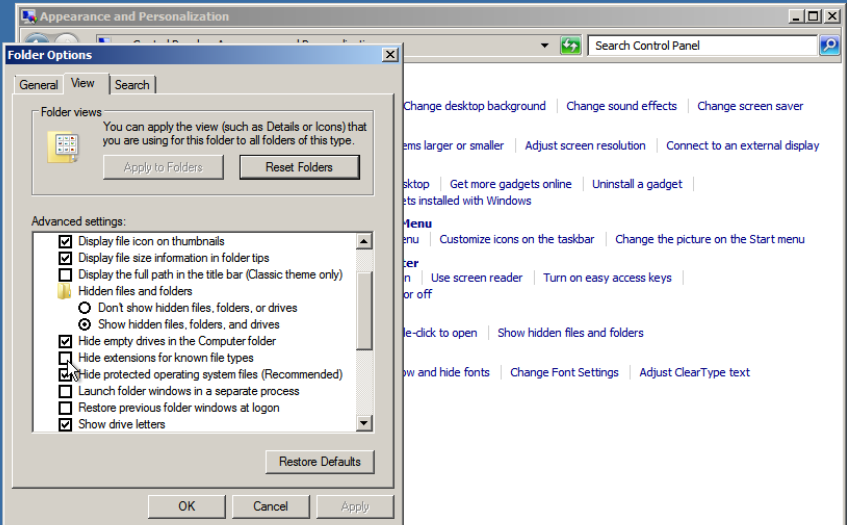 Appearance and Personalization
Search Control Panel
Folder Options
General
View
Search
Folder views
You can apply the view (such as Details or Icons) that
you are using for this folder to all folders of this type.
Apply to Folders
Reset Folders
Advanced settings:
Display file icon on thumbnails
Display file size information in folder tips
Display the full path in the title bar (Classic theme only)
Hidden files and folders
Don't show hidden files, folders, or drives
Show hidden files, folders, and drives
Hide empty drives in the Computer folder
Hide extensions for known file types
Hide protected operating system files (Recommended)
Launch folder windows in a separate process
Restore previous folder windows at logon
Show drive letters
Restore Defaults
OK
Cancel
Apply
Change desktop background
Change sound effects
Change screen saver
ems larger or smaller
Adjust screen resolution
Connect to an external display
sktop
Get more gadgets online
Uninstall a gadget
ets installed with Windows
Menu
enu
Customize icons on the taskbar
Change the picture on the Start menu
ter
n
Use screen reader
Turn on easy access keys
or off
le-click to open
Show hidden files and folders
ow and hide fonts
Change Font Settings
Adjust ClearType text